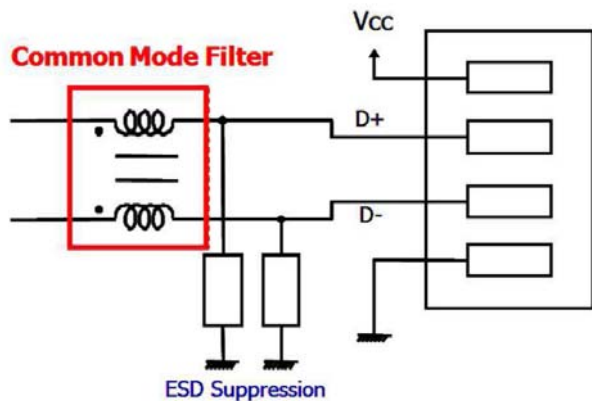 Vcc
Common Mode Filter
D+
D-
ESD Suppression